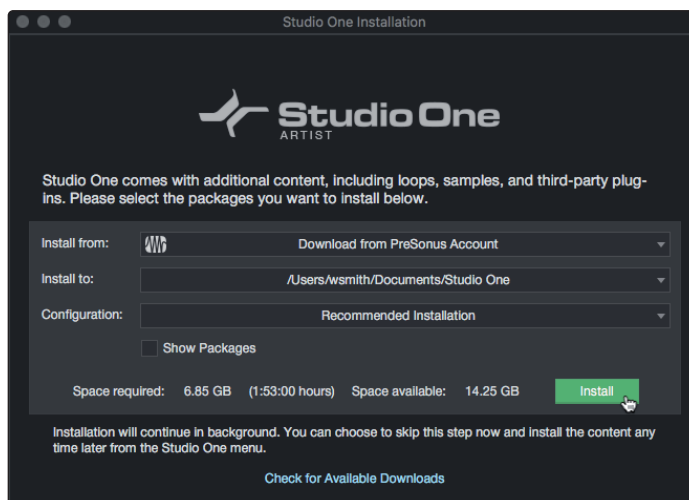 Studio One Installation
Studio One
ARTIST
Studio One comes with additional content, including loops, samples, and third-party plug-
ins. Please select the packages you want to install below.
Install from: Download from PreSonus Account
Install to: /Users/wsmith/Documents/Studio One
Configuration: Recommended Installation
Show Packages
Space required: 6.85 GB (1:53:00 hours) Space available: 14.25 GB Install
Installation will continue in background. You can choose to skip this step now and install the content any
time later from the Studio One menu.
Check for Available Downloads